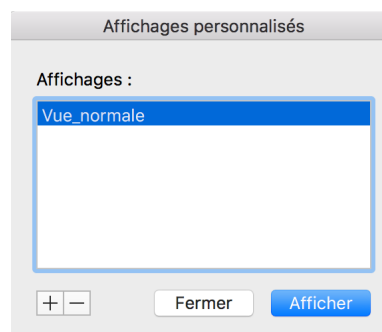 Affichages personnalisés
Affichages :
Vue_normale
Fermer Afficher